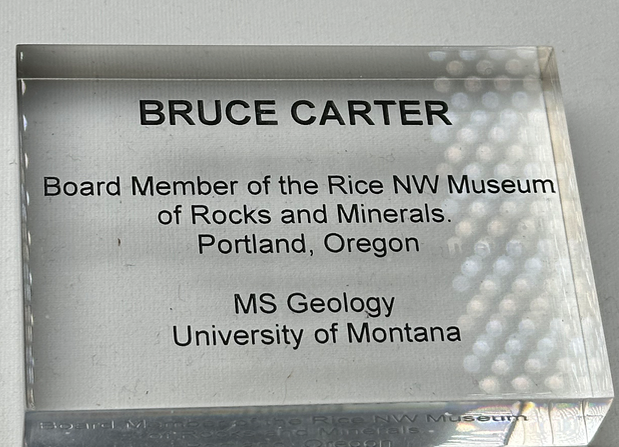 BRUCE CARTER
Board Member of the Rice NW Museum
of Rocks and Minerals.
Portland, Oregon
MS Geology
University of Montana